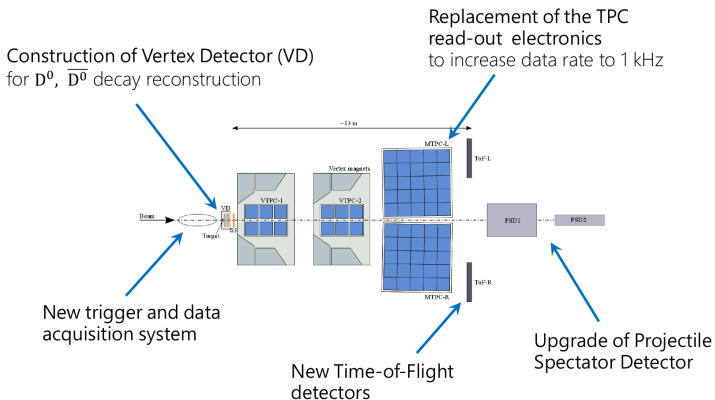 Replacement of the TPC
read-out electronics
to increase data rate to 1 kHz
Construction of Vertex Detector (VD)
for D⁰, D̅⁰ decay reconstruction
~13 m
MTPC-L
ToF-L
Vertex magnets
VD
VTPC-1
VTPC-2
Beam
Target
PSD1
PSD2
MTPC-R
ToF-R
New trigger and data
acquisition system
New Time-of-Flight
detectors
Upgrade of Projectile
Spectator Detector